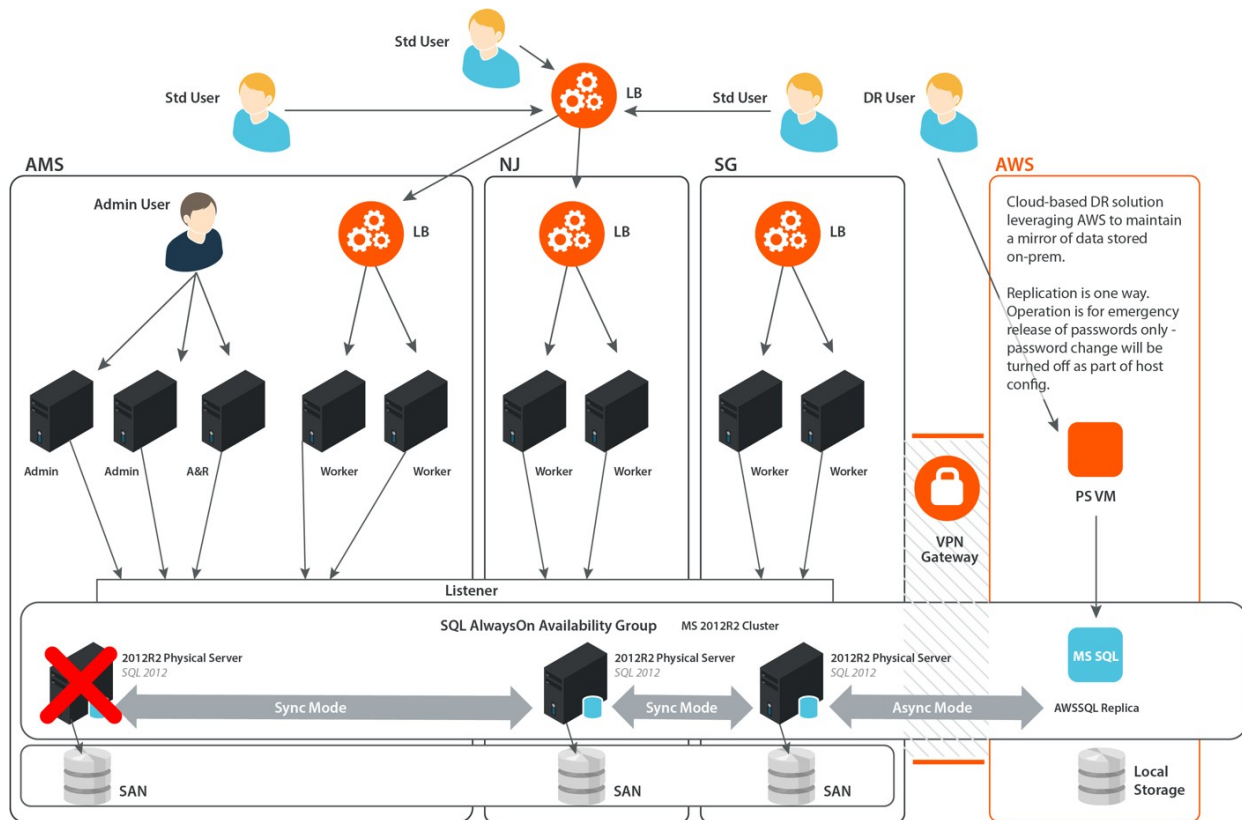 Std User
Std User
LB
Std User
DR User
AMS
NJ
SG
AWS
Admin User
LB
LB
LB
Cloud-based DR solution
leveraging AWS to maintain
a mirror of data stored
on-prem.
Replication is one way.
Operation is for emergency
release of passwords only -
password change will be
turned off as part of host
config.
Admin
Admin
A&R
Worker
Worker
Worker
Worker
Worker
Worker
PS VM
VPN
Gateway
Listener
SQL AlwaysOn Availability Group
MS 2012R2 Cluster
2012R2 Physical Server
SQL 2012
2012R2 Physical Server
SQL 2012
2012R2 Physical Server
SQL 2012
MS SQL
Sync Mode
Sync Mode
Async Mode
AWSSQL Replica
SAN
SAN
SAN
Local
Storage